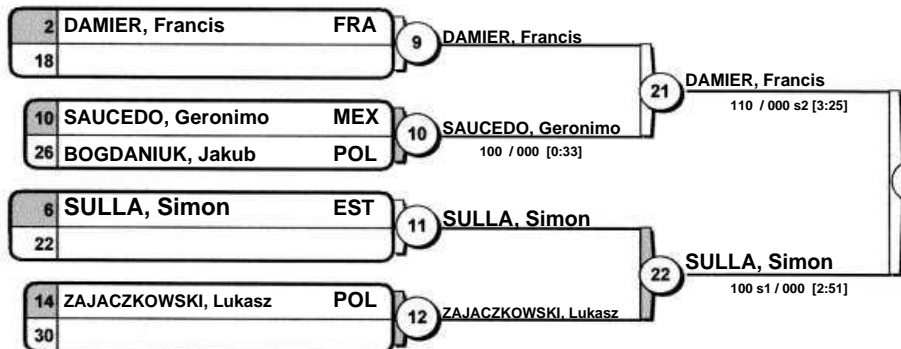 2 DAMIER, Francis FRA
18
9
DAMIER, Francis
10 SAUCEDO, Geronimo MEX
26 BOGDANIUK, Jakub POL
10
SAUCEDO, Geronimo
100 / 000 [0:33]
21
DAMIER, Francis
110 / 000 s2 [3:25]
6 SULLA, Simon EST
22
11
SULLA, Simon
14 ZAJACZKOWSKI, Lukasz POL
30
12
ZAJACZKOWSKI, Lukasz
22
SULLA, Simon
100 s1 / 000 [2:51]